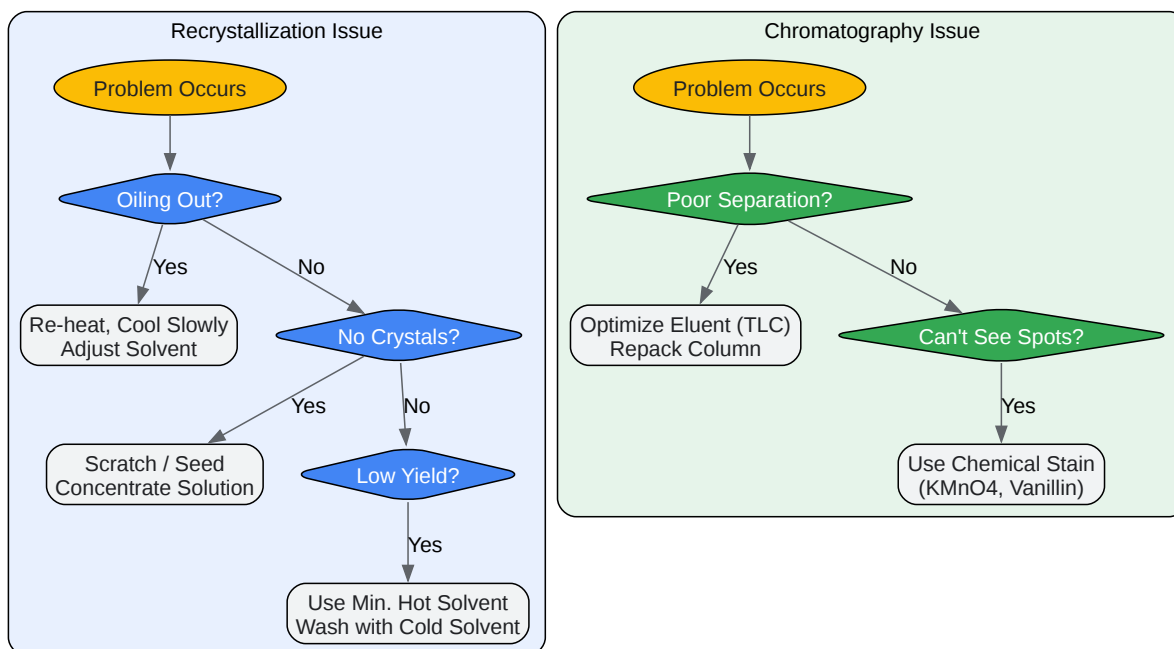 Recrystallization Issue
Problem Occurs
Oiling Out?
Yes
No
Re-heat, Cool Slowly
Adjust Solvent
No Crystals?
Yes
No
Scratch / Seed
Concentrate Solution
Low Yield?
Yes
Use Min. Hot Solvent
Wash with Cold Solvent
Chromatography Issue
Problem Occurs
Poor Separation?
Yes
No
Optimize Eluent (TLC)
Repack Column
Can't See Spots?
Yes
Use Chemical Stain
(KMnO4, Vanillin)